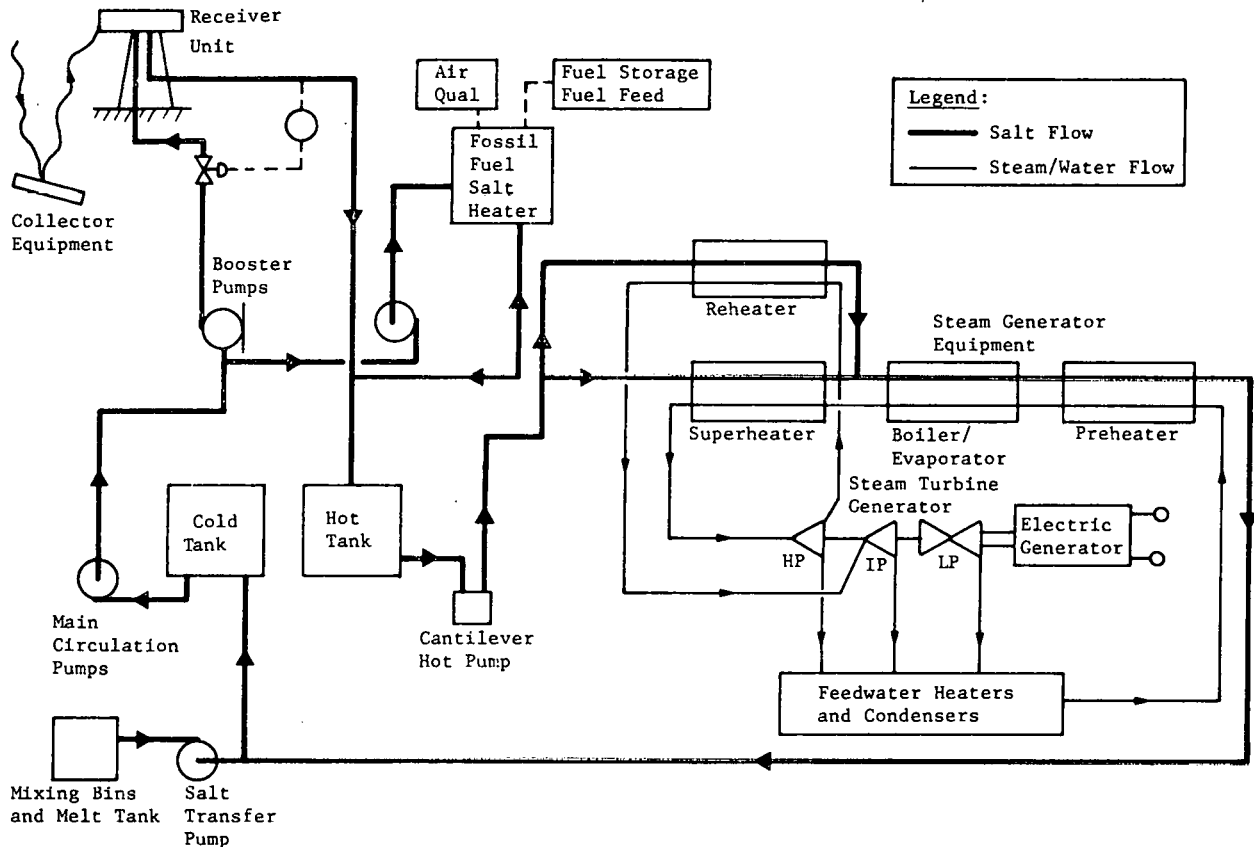 Receiver
Unit
Air
Qual
Fuel Storage
Fuel Feed
Legend:
Salt Flow
Steam/Water Flow
Fossil
Fuel
Salt
Heater
Collector
Equipment
Booster
Pumps
Reheater
Steam Generator
Equipment
Superheater
Boiler/
Evaporator
Preheater
Steam Turbine
Generator
Cold
Tank
Hot
Tank
HP
IP
LP
Electric
Generator
Main
Circulation
Pumps
Cantilever
Hot Pump
Feedwater Heaters
and Condensers
Mixing Bins
and Melt Tank
Salt
Transfer
Pump